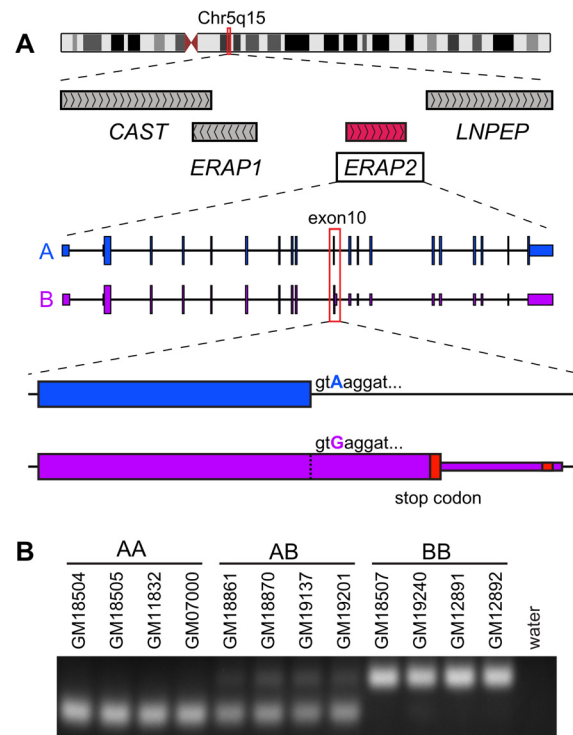 A
Chr5q15
CAST
ERAP1
ERAP2
LNPEP
exon10
A
B
gtAaggat...
gtGaggat...
stop codon
B
AA
AB
BB
GM18504
GM18505
GM11832
GM07000
GM18861
GM18870
GM19137
GM19201
GM18507
GM19240
GM12891
GM12892
water